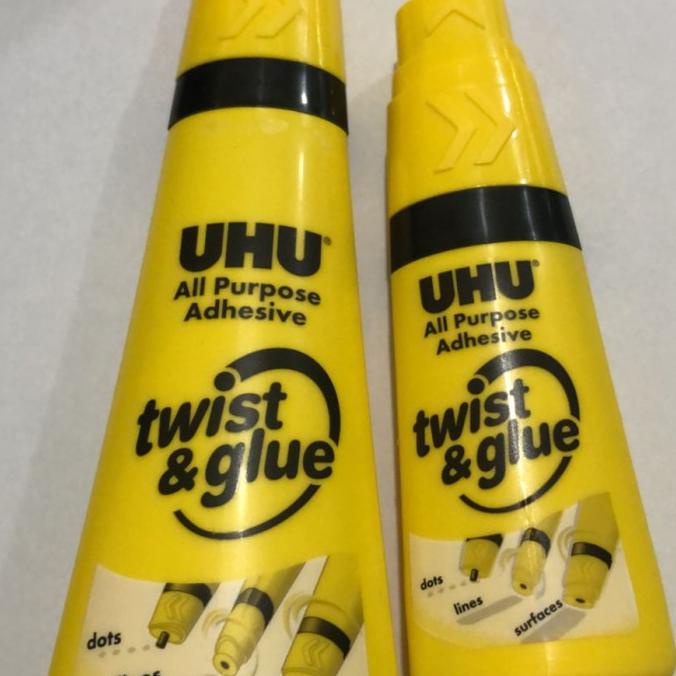 UHU®
All Purpose
Adhesive
twist
&glue
dots
UHU®
All Purpose
Adhesive
twist
&glue
dots
lines
surfaces